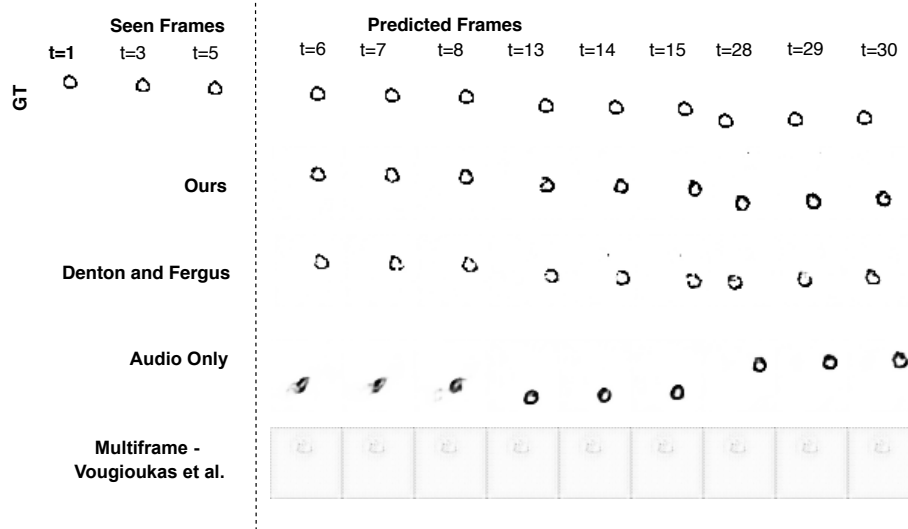 Seen Frames
Predicted Frames
t=1 t=3 t=5
t=6 t=7 t=8 t=13 t=14 t=15 t=28 t=29 t=30
GT
Ours
Denton and Fergus
Audio Only
Multiframe -
Vougioukas et al.